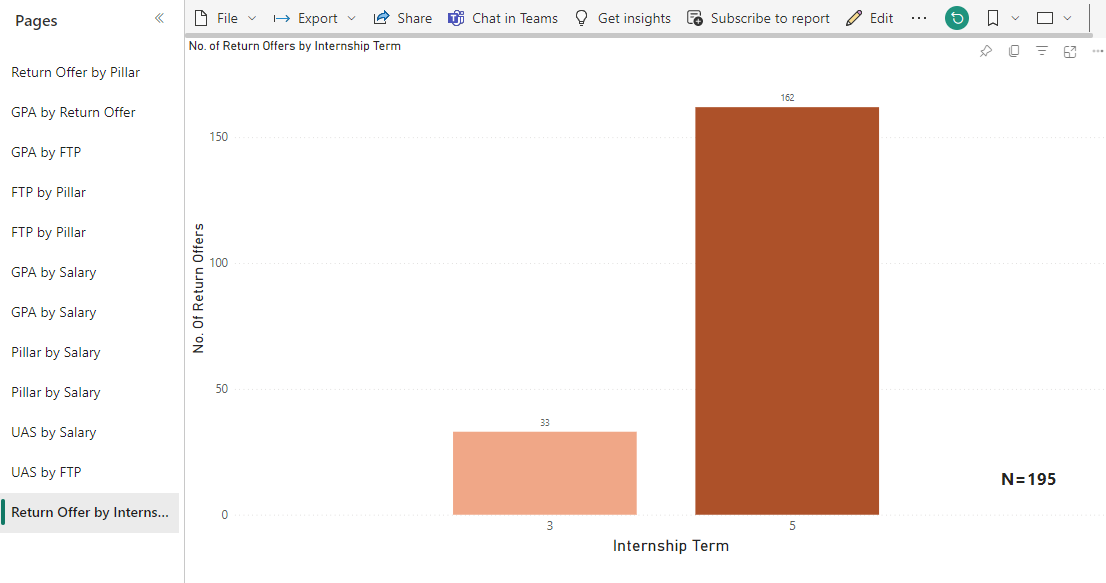 Pages
Return Offer by Pillar
GPA by Return Offer
GPA by FTP
FTP by Pillar
FTP by Pillar
GPA by Salary
GPA by Salary
Pillar by Salary
Pillar by Salary
UAS by Salary
UAS by FTP
Return Offer by Interns...
File Export Share Chat in Teams Get insights Subscribe to report Edit
No. of Return Offers by Internship Term
No. Of Return Offers
150
100
50
0
162
33
N=195
3 5
Internship Term